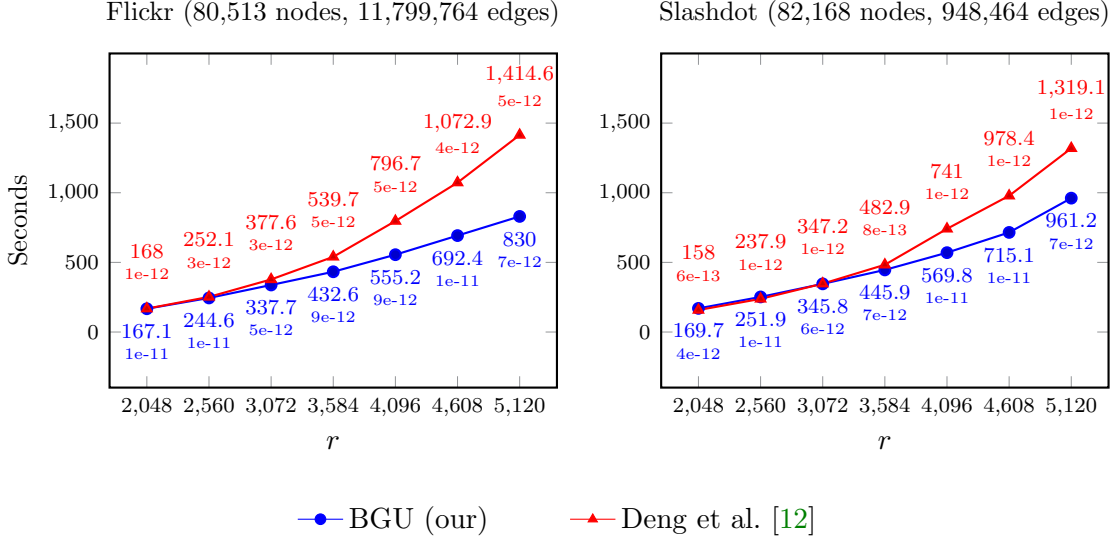 Flickr (80,513 nodes, 11,799,764 edges)
Seconds
1,500
1,000
500
0
168
1e-12
252.1
3e-12
377.6
3e-12
539.7
5e-12
796.7
5e-12
1,072.9
4e-12
1,414.6
5e-12
167.1
1e-11
244.6
1e-11
337.7
5e-12
432.6
9e-12
555.2
9e-12
692.4
1e-11
830
7e-12
2,048 2,560 3,072 3,584 4,096 4,608 5,120
r
Slashdot (82,168 nodes, 948,464 edges)
1,500
1,000
500
0
158
6e-13
237.9
1e-12
347.2
1e-12
482.9
8e-13
741
1e-12
978.4
1e-12
1,319.1
1e-12
169.7
4e-12
251.9
1e-11
345.8
6e-12
445.9
7e-12
569.8
1e-11
715.1
1e-11
961.2
7e-12
2,048 2,560 3,072 3,584 4,096 4,608 5,120
r
BGU (our) Deng et al. [12]